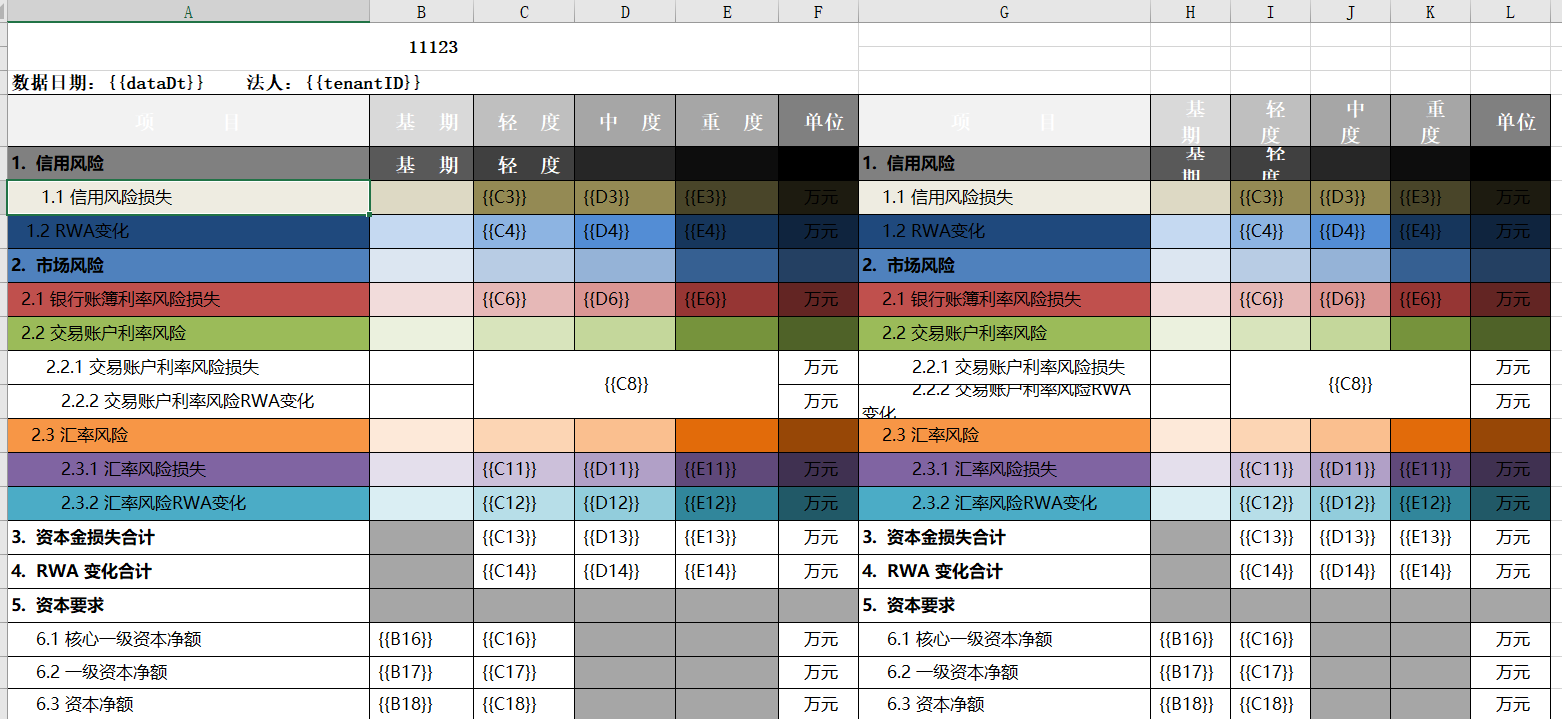 A B C D E F G H I J K L
11123
数据日期：{{dataDt}} 法人：{{tenantID}}
项 目 基 期 轻 度 中 度 重 度 单位 项 目 基 期 轻 度 中 度 重 度 单位
1. 信用风险 基 期 轻 度 1. 信用风险 基 期 轻 度
1.1 信用风险损失 {{C3}} {{D3}} {{E3}} 万元 1.1 信用风险损失 {{C3}} {{D3}} {{E3}} 万元
1.2 RWA变化 {{C4}} {{D4}} {{E4}} 万元 1.2 RWA变化 {{C4}} {{D4}} {{E4}} 万元
2. 市场风险 2. 市场风险
2.1 银行账簿利率风险损失 {{C6}} {{D6}} {{E6}} 万元 2.1 银行账簿利率风险损失 {{C6}} {{D6}} {{E6}} 万元
2.2 交易账户利率风险 2.2 交易账户利率风险
2.2.1 交易账户利率风险损失 {{C8}} 万元 2.2.1 交易账户利率风险损失 {{C8}} 万元
2.2.2 交易账户利率风险RWA变化 万元 2.2.2 交易账户利率风险RWA变化 万元
2.3 汇率风险 2.3 汇率风险
2.3.1 汇率风险损失 {{C11}} {{D11}} {{E11}} 万元 2.3.1 汇率风险损失 {{C11}} {{D11}} {{E11}} 万元
2.3.2 汇率风险RWA变化 {{C12}} {{D12}} {{E12}} 万元 2.3.2 汇率风险RWA变化 {{C12}} {{D12}} {{E12}} 万元
3. 资本金损失合计 {{C13}} {{D13}} {{E13}} 万元 3. 资本金损失合计 {{C13}} {{D13}} {{E13}} 万元
4. RWA 变化合计 {{C14}} {{D14}} {{E14}} 万元 4. RWA 变化合计 {{C14}} {{D14}} {{E14}} 万元
5. 资本要求 5. 资本要求
6.1 核心一级资本净额 {{B16}} {{C16}} 万元 6.1 核心一级资本净额 {{B16}} {{C16}} 万元
6.2 一级资本净额 {{B17}} {{C17}} 万元 6.2 一级资本净额 {{B17}} {{C17}} 万元
6.3 资本净额 {{B18}} {{C18}} 万元 6.3 资本净额 {{B18}} {{C18}} 万元